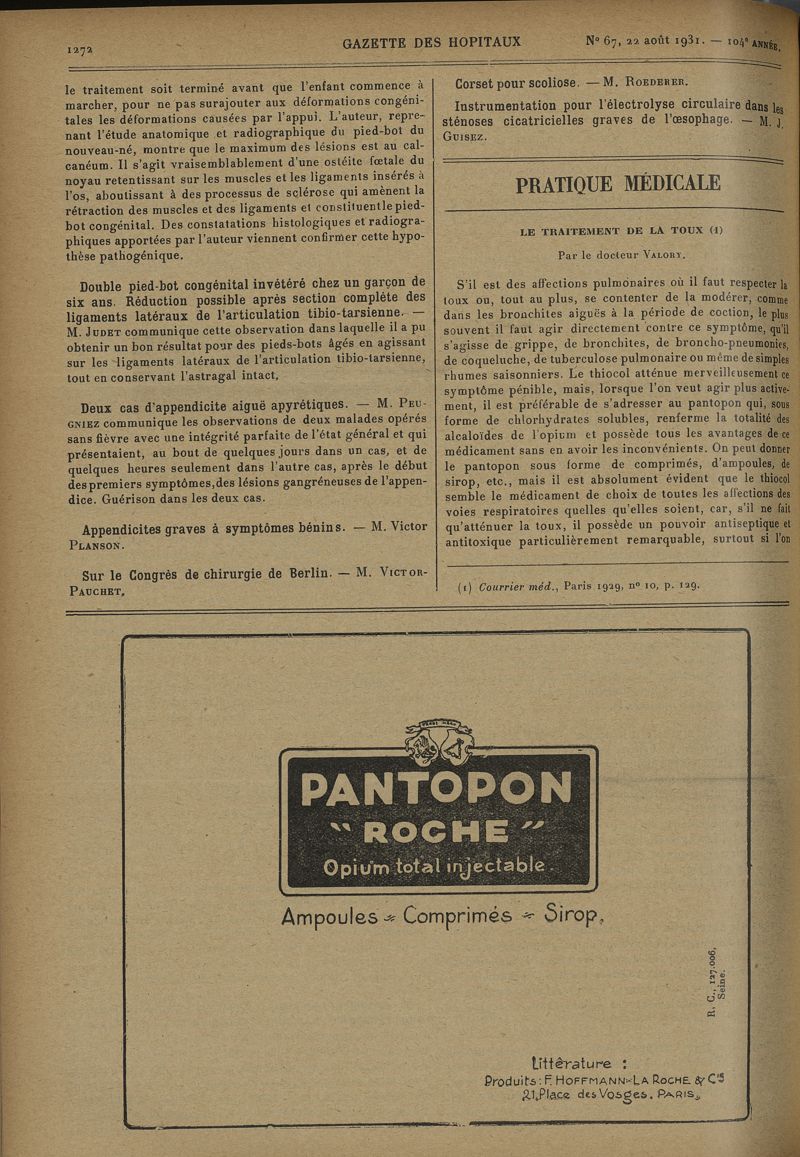 1272
GAZETTE DES HOPITAUX
N° 67, 22 août 1931. — 104e ANNÉE.
le traitement soit terminé avant que l'enfant commence à
marcher, pour ne pas surajouter aux déformations congéni-
tales les déformations causées par l'appui. L'auteur, repre-
nant l'étude anatomique et radiographique du pied-bot du
nouveau-né, montre que le maximum des lésions est au cal-
canéum. Il s'agit vraisemblablement d'une ostéite fœtale du
noyau retentissant sur les muscles et les ligaments insérés à
l'os, aboutissant à des processus de sclérose qui amènent la
rétraction des muscles et des ligaments et constituent le pied-
bot congénital. Des constatations histologiques et radiogra-
phiques apportées par l'auteur viennent confirmer cette hypo-
thèse pathogénique.
Double pied-bot congénital invétéré chez un garçon de
six ans. Réduction possible après section complète des
ligaments latéraux de l'articulation tibio-tarsienne. —
M. JUDET communique cette observation dans laquelle il a pu
obtenir un bon résultat pour des pieds-bots âgés en agissant
sur les ligaments latéraux de l'articulation tibio-tarsienne,
tout en conservant l'astragal intact.
Deux cas d'appendicite aiguë apyrétiques. — M. PEU-
GNIEZ communique les observations de deux malades opérés
sans fièvre avec une intégrité parfaite de l'état général et qui
présentaient, au bout de quelques jours dans un cas, et de
quelques heures seulement dans l'autre cas, après le début
des premiers symptômes, des lésions gangréneuses de l'appen-
dice. Guérison dans les deux cas.
Appendicites graves à symptômes bénins. — M. Victor
PLANSON.
Sur le Congrès de chirurgie de Berlin. — M. VICTOR-
PAUCHET.
Corset pour scoliose. — M. ROEDERER.
Instrumentation pour l'électrolyse circulaire dans les
sténoses cicatricielles graves de l'œsophage. — M. J.
GUISEZ.
PRATIQUE MÉDICALE
LE TRAITEMENT DE LA TOUX (1)
Par le docteur VALORY.
S'il est des affections pulmonaires où il faut respecter la
toux ou, tout au plus, se contenter de la modérer, comme
dans les bronchites aiguës à la période de coction, le plus
souvent il faut agir directement contre ce symptôme, qu'il
s'agisse de grippe, de bronchites, de broncho-pneumonies,
de coqueluche, de tuberculose pulmonaire ou même de simples
rhumes saisonniers. Le thiocol atténue merveilleusement ce
symptôme pénible, mais, lorsque l'on veut agir plus active-
ment, il est préférable de s'adresser au pantopon qui, sous
forme de chlorhydrates solubles, renferme la totalité des
alcaloïdes de l'opium et possède tous les avantages de ce
médicament sans en avoir les inconvénients. On peut donner
le pantopon sous forme de comprimés, d'ampoules, de
sirop, etc., mais il est absolument évident que le thiocol
semble le médicament de choix de toutes les affections des
voies respiratoires quelles qu'elles soient, car, s'il ne fait
qu'atténuer la toux, il possède un pouvoir antiseptique et
antitoxique particulièrement remarquable, surtout si l'on
(1) Courrier méd., Paris 1929, n° 10, p. 129.
PANTOPON
"ROCHE"
Opium total injectable.
Ampoules - Comprimés - Sirop.
R. C., 127.006,
Seine.
Littérature :
Produits : F. HOFFMANN-LA ROCHE & Cie
21, Place des Vosges. PARIS.